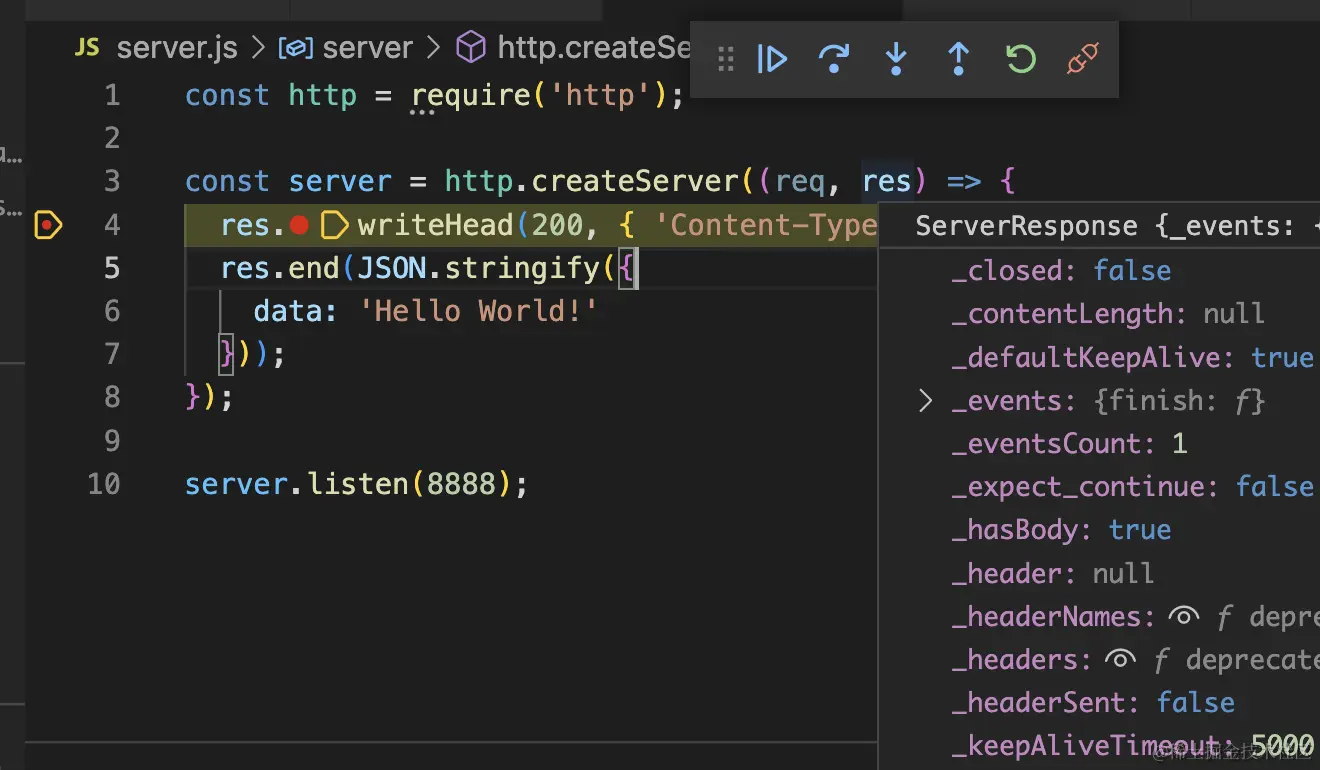 JS server.js > server > http.createSe
1 const http = require('http');
2
3 const server = http.createServer((req, res) => {
4 res.writeHead(200, { 'Content-Type
5 res.end(JSON.stringify({
6 data: 'Hello World!'
7 }));
8 });
9
10 server.listen(8888);
a…
s…
ServerResponse {_events: {
_closed: false
_contentLength: null
_defaultKeepAlive: true
> _events: {finish: ƒ}
_eventsCount: 1
_expect_continue: false
_hasBody: true
_header: null
_headerNames: ƒ depre
_headers: ƒ deprecate
_headerSent: false
_keepAliveTimeout: 5000
@稀土掘金技术社区